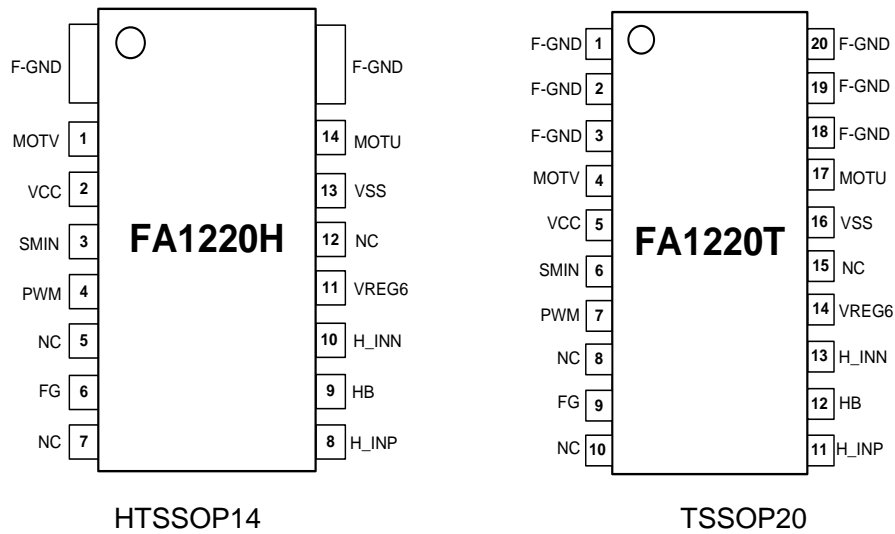 F-GND
F-GND
MOTV 1
14 MOTU
VCC 2
13 VSS
SMIN 3
12 NC
PWM 4
11 VREG6
NC 5
10 H_INN
FG 6
9 HB
NC 7
8 H_INP
FA1220H
HTSSOP14
F-GND 1
20 F-GND
F-GND 2
19 F-GND
F-GND 3
18 F-GND
MOTV 4
17 MOTU
VCC 5
16 VSS
SMIN 6
15 NC
PWM 7
14 VREG6
NC 8
13 H_INN
FG 9
12 HB
NC 10
11 H_INP
FA1220T
TSSOP20